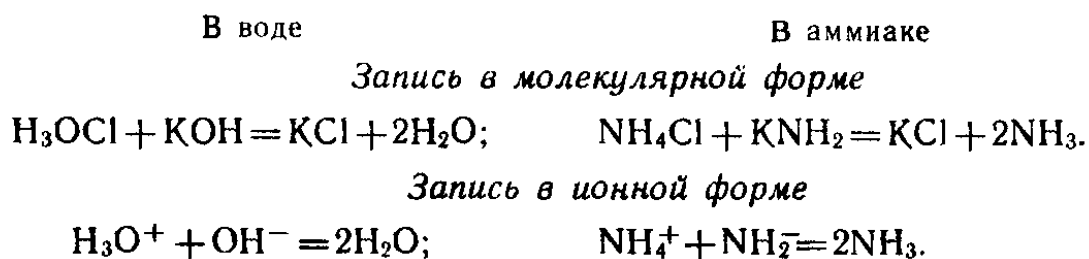 В воде В аммиаке
Запись в молекулярной форме
H₃OCl + KOH = KCl + 2H₂O; NH₄Cl + KNH₂ = KCl + 2NH₃.
Запись в ионной форме
H₃O⁺ + OH⁻ = 2H₂O; NH₄⁺ + NH₂⁻ = 2NH₃.